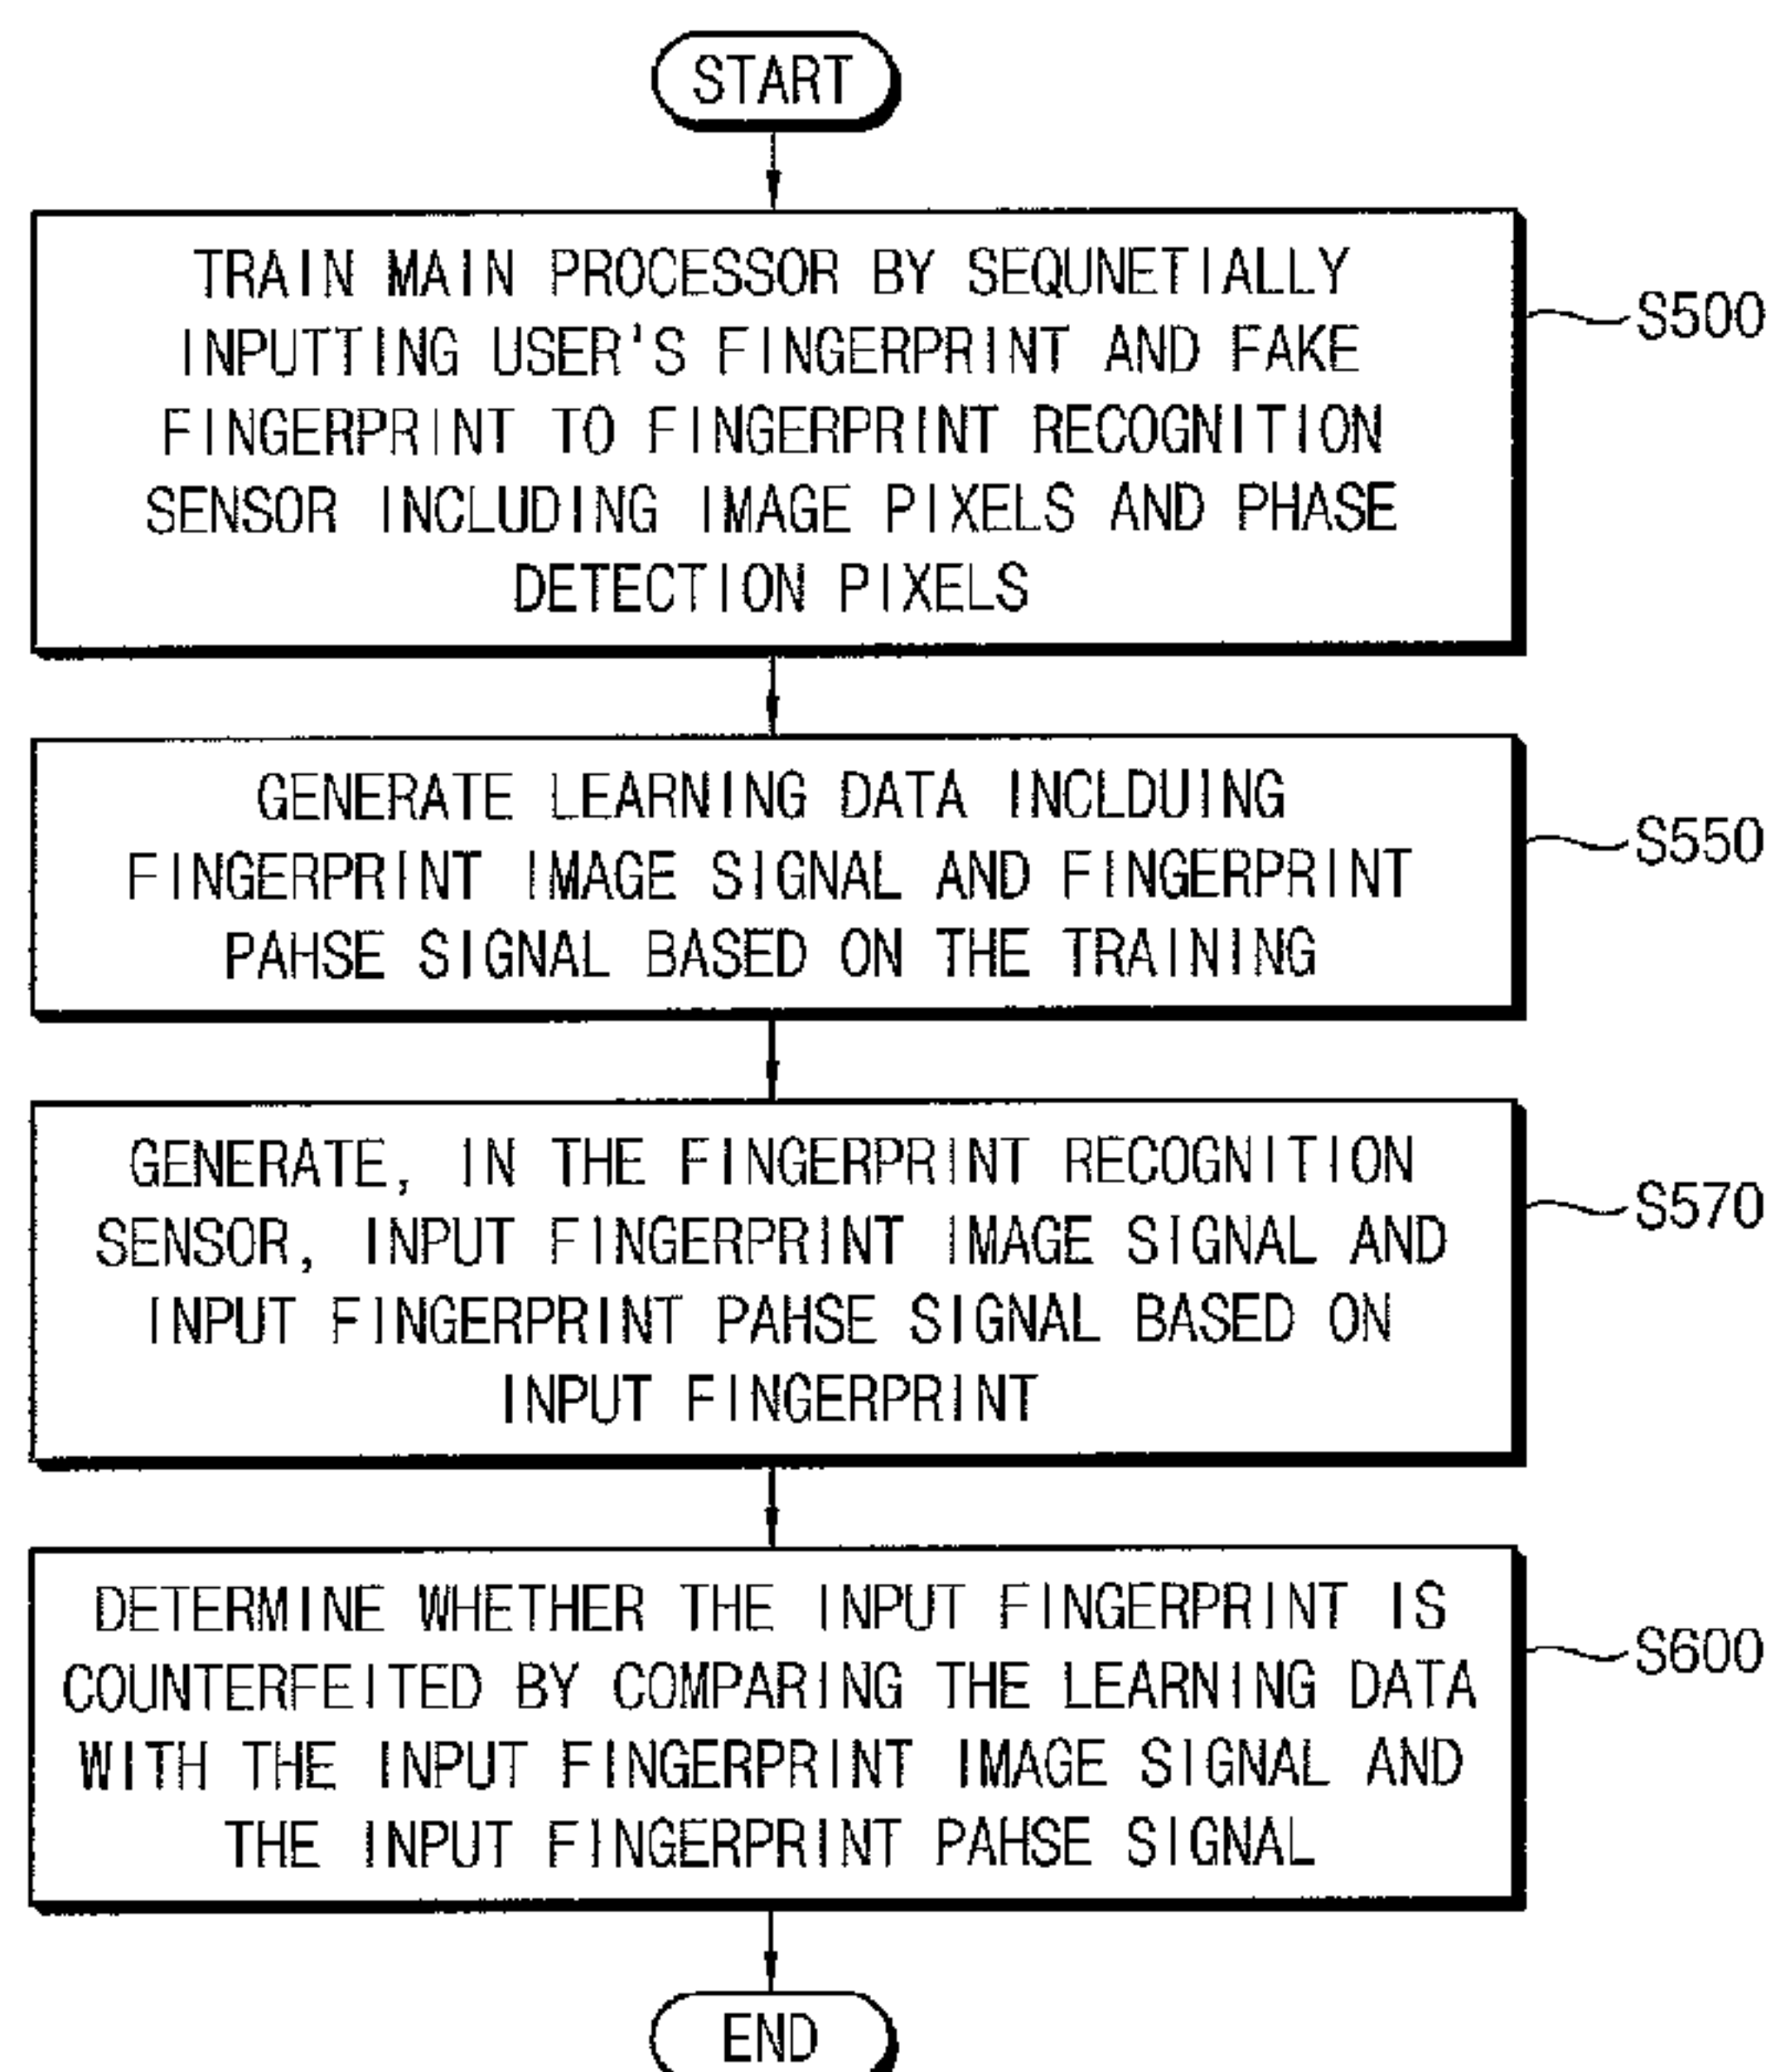 START
TRAIN MAIN PROCESSOR BY SEQUNETIALLY
INPUTTING USER'S FINGERPRINT AND FAKE
FINGERPRINT TO FINGERPRINT RECOGNITION
SENSOR INCLUDING IMAGE PIXELS AND PHASE
DETECTION PIXELS
S500
GENERATE LEARNING DATA INCLDUING
FINGERPRINT IMAGE SIGNAL AND FINGERPRINT
PAHSE SIGNAL BASED ON THE TRAINING
S550
GENERATE, IN THE FINGERPRINT RECOGNITION
SENSOR, INPUT FINGERPRINT IMAGE SIGNAL AND
INPUT FINGERPRINT PAHSE SIGNAL BASED ON
INPUT FINGERPRINT
S570
DETERMINE WHETHER THE INPUT FINGERPRINT IS
COUNTERFEITED BY COMPARING THE LEARNING DATA
WITH THE INPUT FINGERPRINT IMAGE SIGNAL AND
THE INPUT FINGERPRINT PAHSE SIGNAL
S600
END